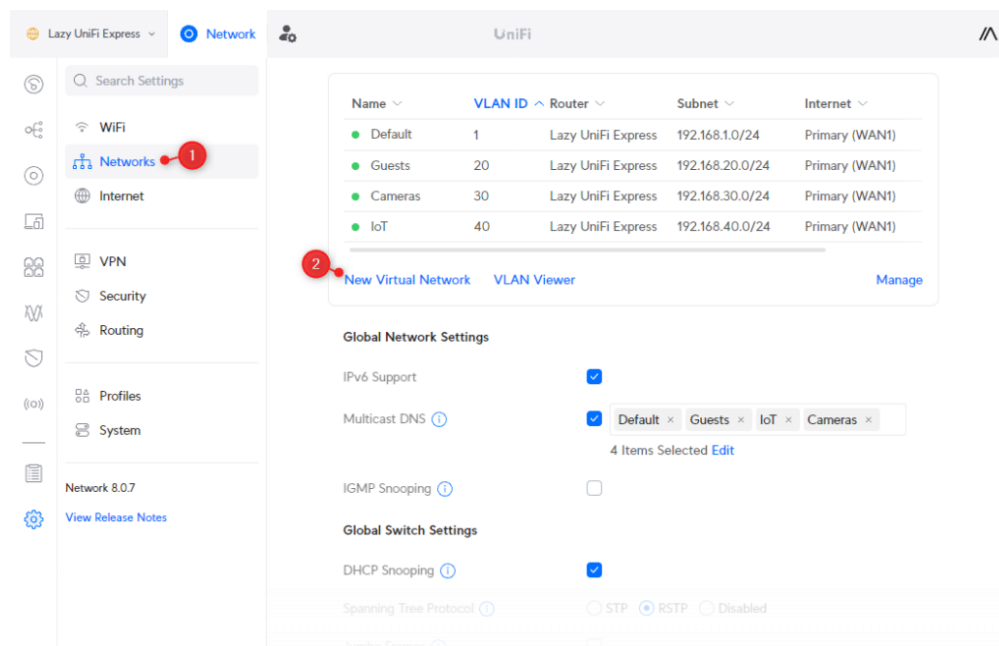 Lazy UniFi Express
Network
UniFi
Search Settings
WiFi
Networks
1
Internet
VPN
Security
Routing
Profiles
System
Network 8.0.7
View Release Notes
Name VLAN ID Router Subnet Internet
Default 1 Lazy UniFi Express 192.168.1.0/24 Primary (WAN1)
Guests 20 Lazy UniFi Express 192.168.20.0/24 Primary (WAN1)
Cameras 30 Lazy UniFi Express 192.168.30.0/24 Primary (WAN1)
IoT 40 Lazy UniFi Express 192.168.40.0/24 Primary (WAN1)
2
New Virtual Network VLAN Viewer Manage
Global Network Settings
IPv6 Support
Multicast DNS Default × Guests × IoT × Cameras ×
4 Items Selected Edit
IGMP Snooping
Global Switch Settings
DHCP Snooping
Spanning Tree Protocol STP RSTP Disabled